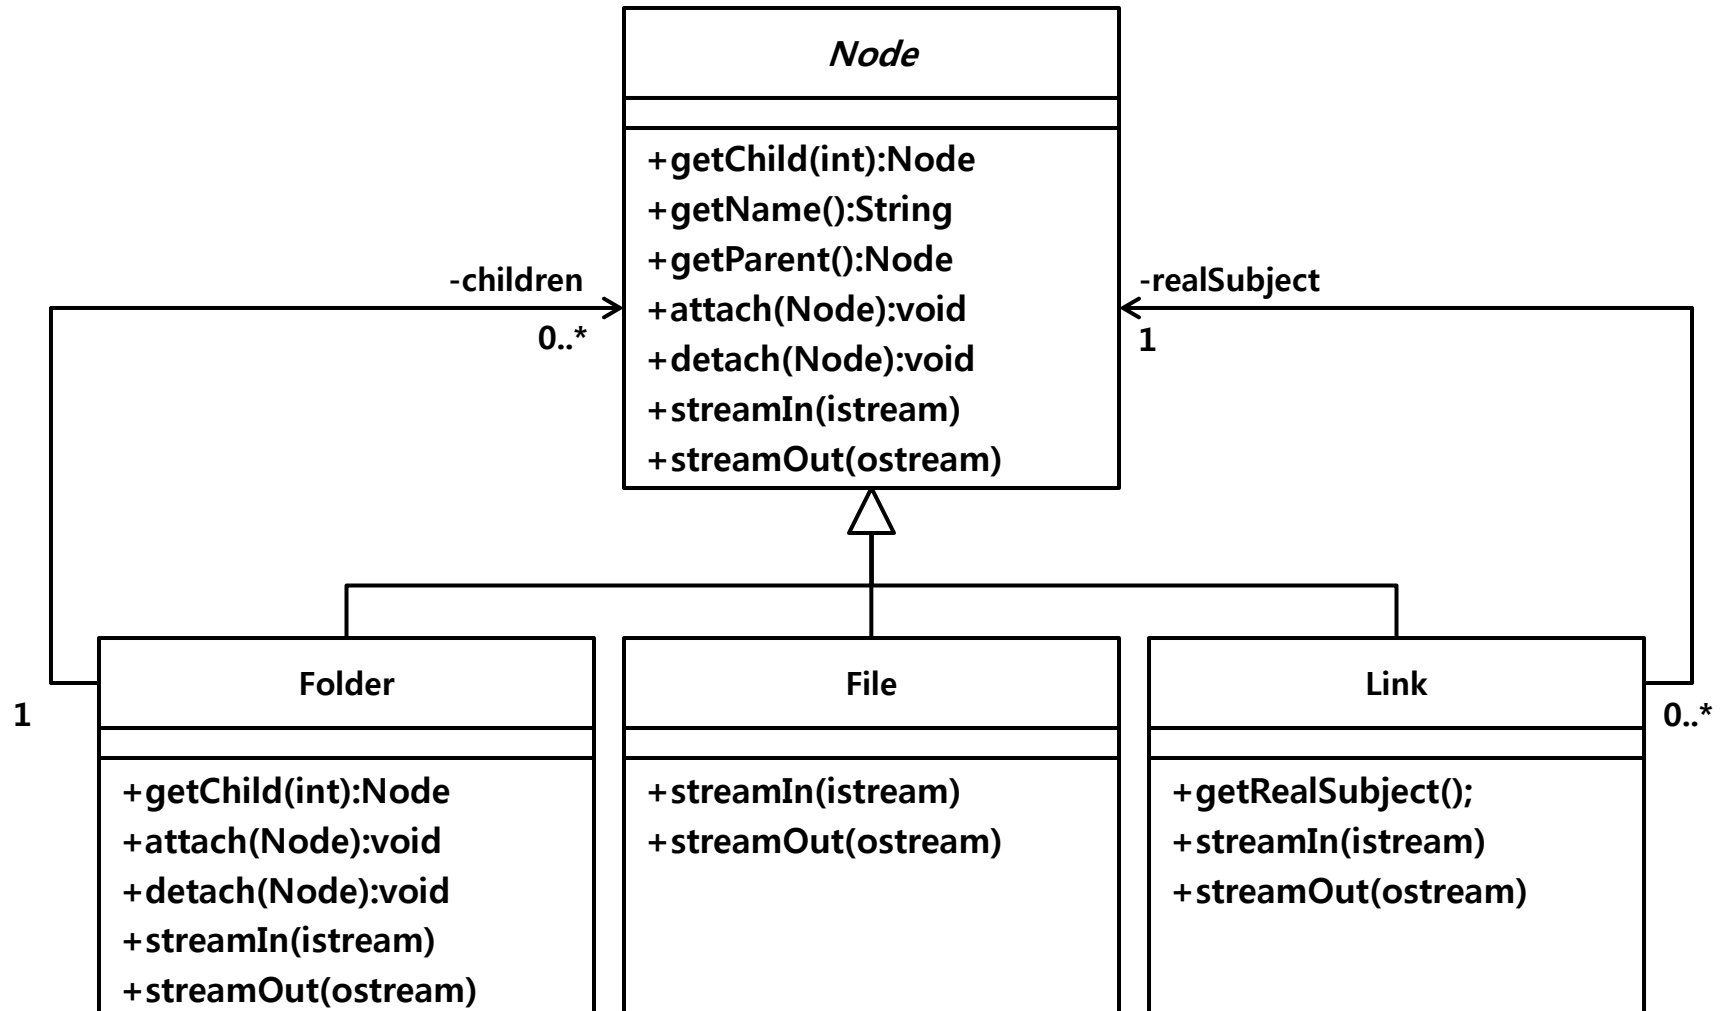 Node
+getChild(int):Node
+getName():String
+getParent():Node
+attach(Node):void
+detach(Node):void
+streamIn(istream)
+streamOut(ostream)
-children
0..*
-realSubject
1
1
Folder
+getChild(int):Node
+attach(Node):void
+detach(Node):void
+streamIn(istream)
+streamOut(ostream)
File
+streamIn(istream)
+streamOut(ostream)
Link
0..*
+getRealSubject();
+streamIn(istream)
+streamOut(ostream)